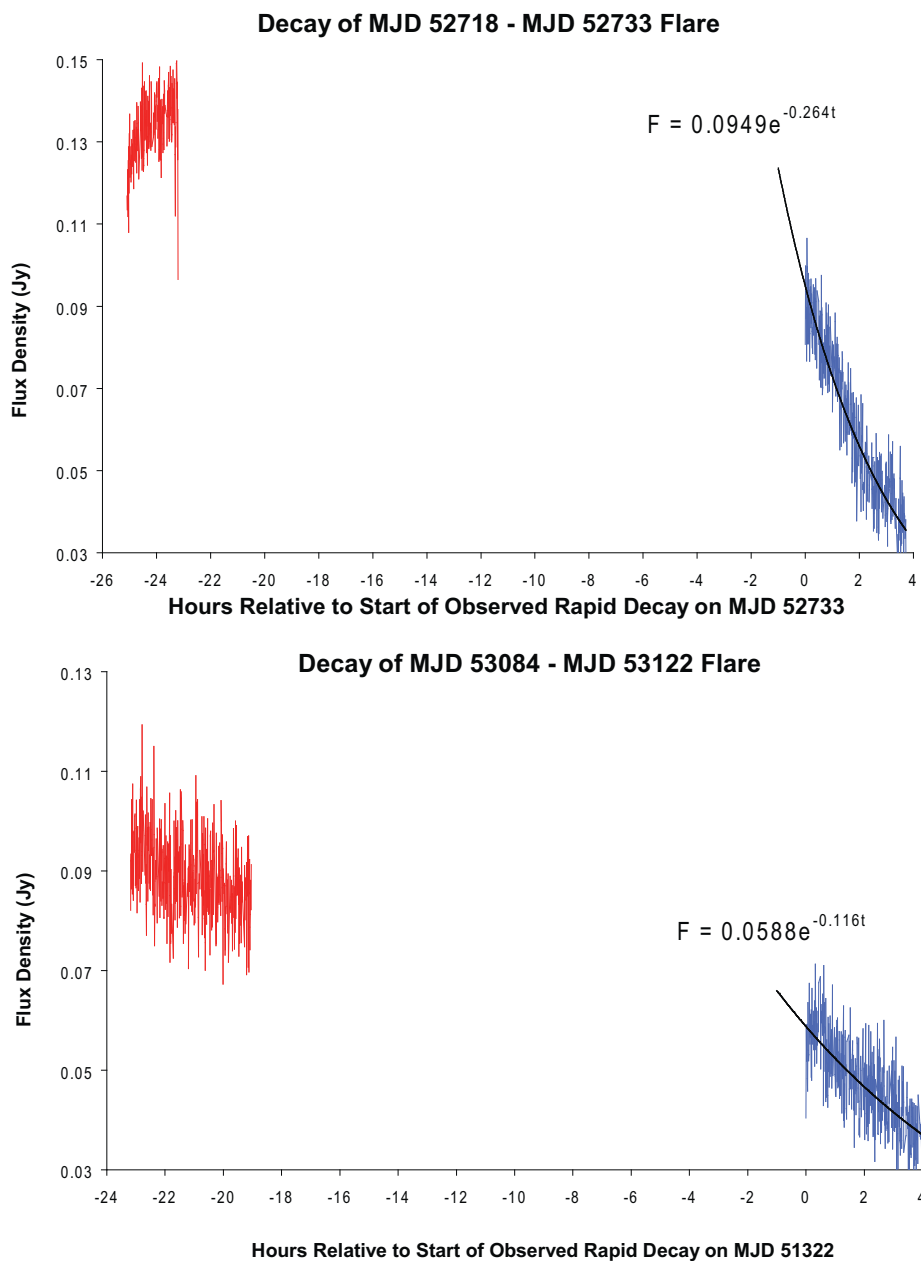 Decay of MJD 52718 - MJD 52733 Flare
0.15
0.13
0.11
0.09
0.07
0.05
0.03
Flux Density (Jy)
F = 0.0949e^-0.264t
-26 -24 -22 -20 -18 -16 -14 -12 -10 -8 -6 -4 -2 0 2 4
Hours Relative to Start of Observed Rapid Decay on MJD 52733
Decay of MJD 53084 - MJD 53122 Flare
0.13
0.11
0.09
0.07
0.05
0.03
Flux Density (Jy)
F = 0.0588e^-0.116t
-24 -22 -20 -18 -16 -14 -12 -10 -8 -6 -4 -2 0 2 4
Hours Relative to Start of Observed Rapid Decay on MJD 51322